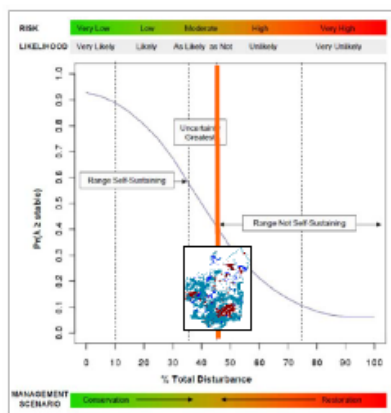 RISK Very Low Low Moderate High Very High
LIKELIHOOD Very Likely Likely As Likely as Not Unlikely Very Unlikely
Uncertain
Greatest
Range Self-Sustaining
Range Not Self-Sustaining
Pr(λ ≥ stable)
1.0
0.9
0.8
0.7
0.6
0.5
0.4
0.3
0.2
0.1
0.0
0 10 20 30 40 50 60 70 80 90 100
% Total Disturbance
MANAGEMENT
SCENARIO
Conservation Restoration